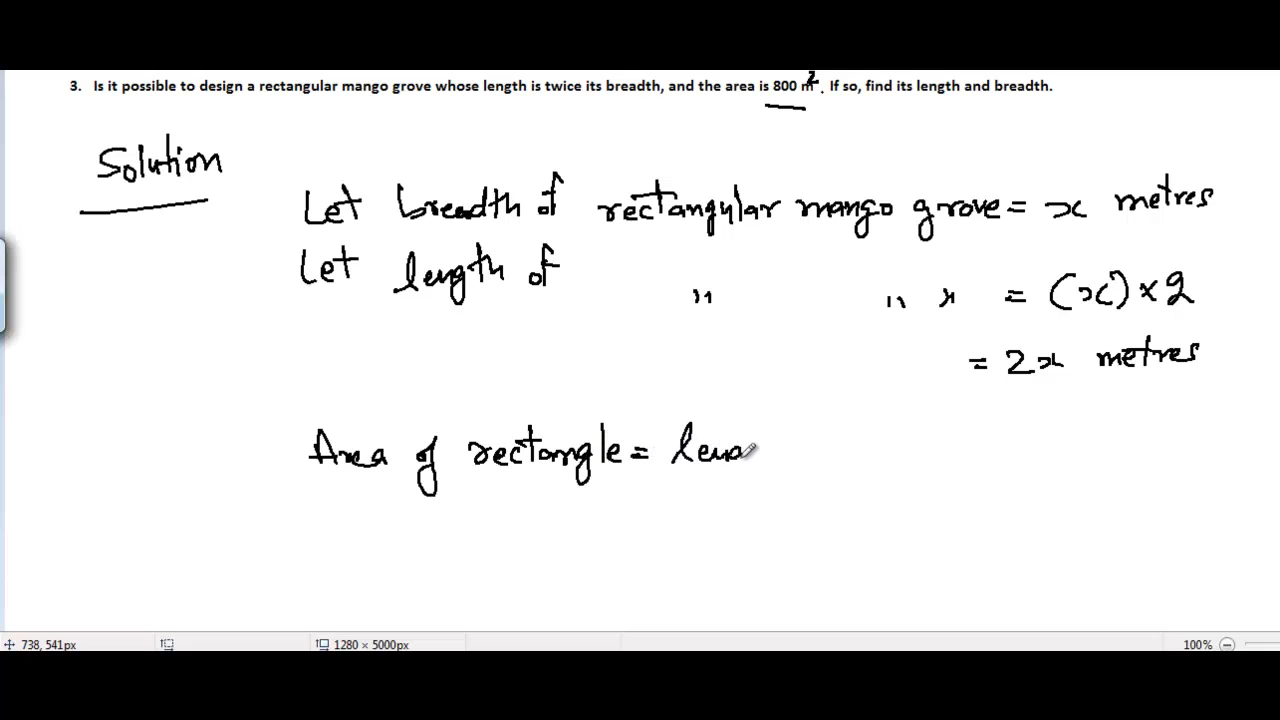 3. Is it possible to design a rectangular mango grove whose length is twice its breadth, and the area is 800 m². If so, find its length and breadth.
Solution
Let breadth of rectangular mango grove = x metres
Let length of " " " = (x) × 2
= 2x metres
Area of rectangle =
738, 541px
1280 × 5000px
100%